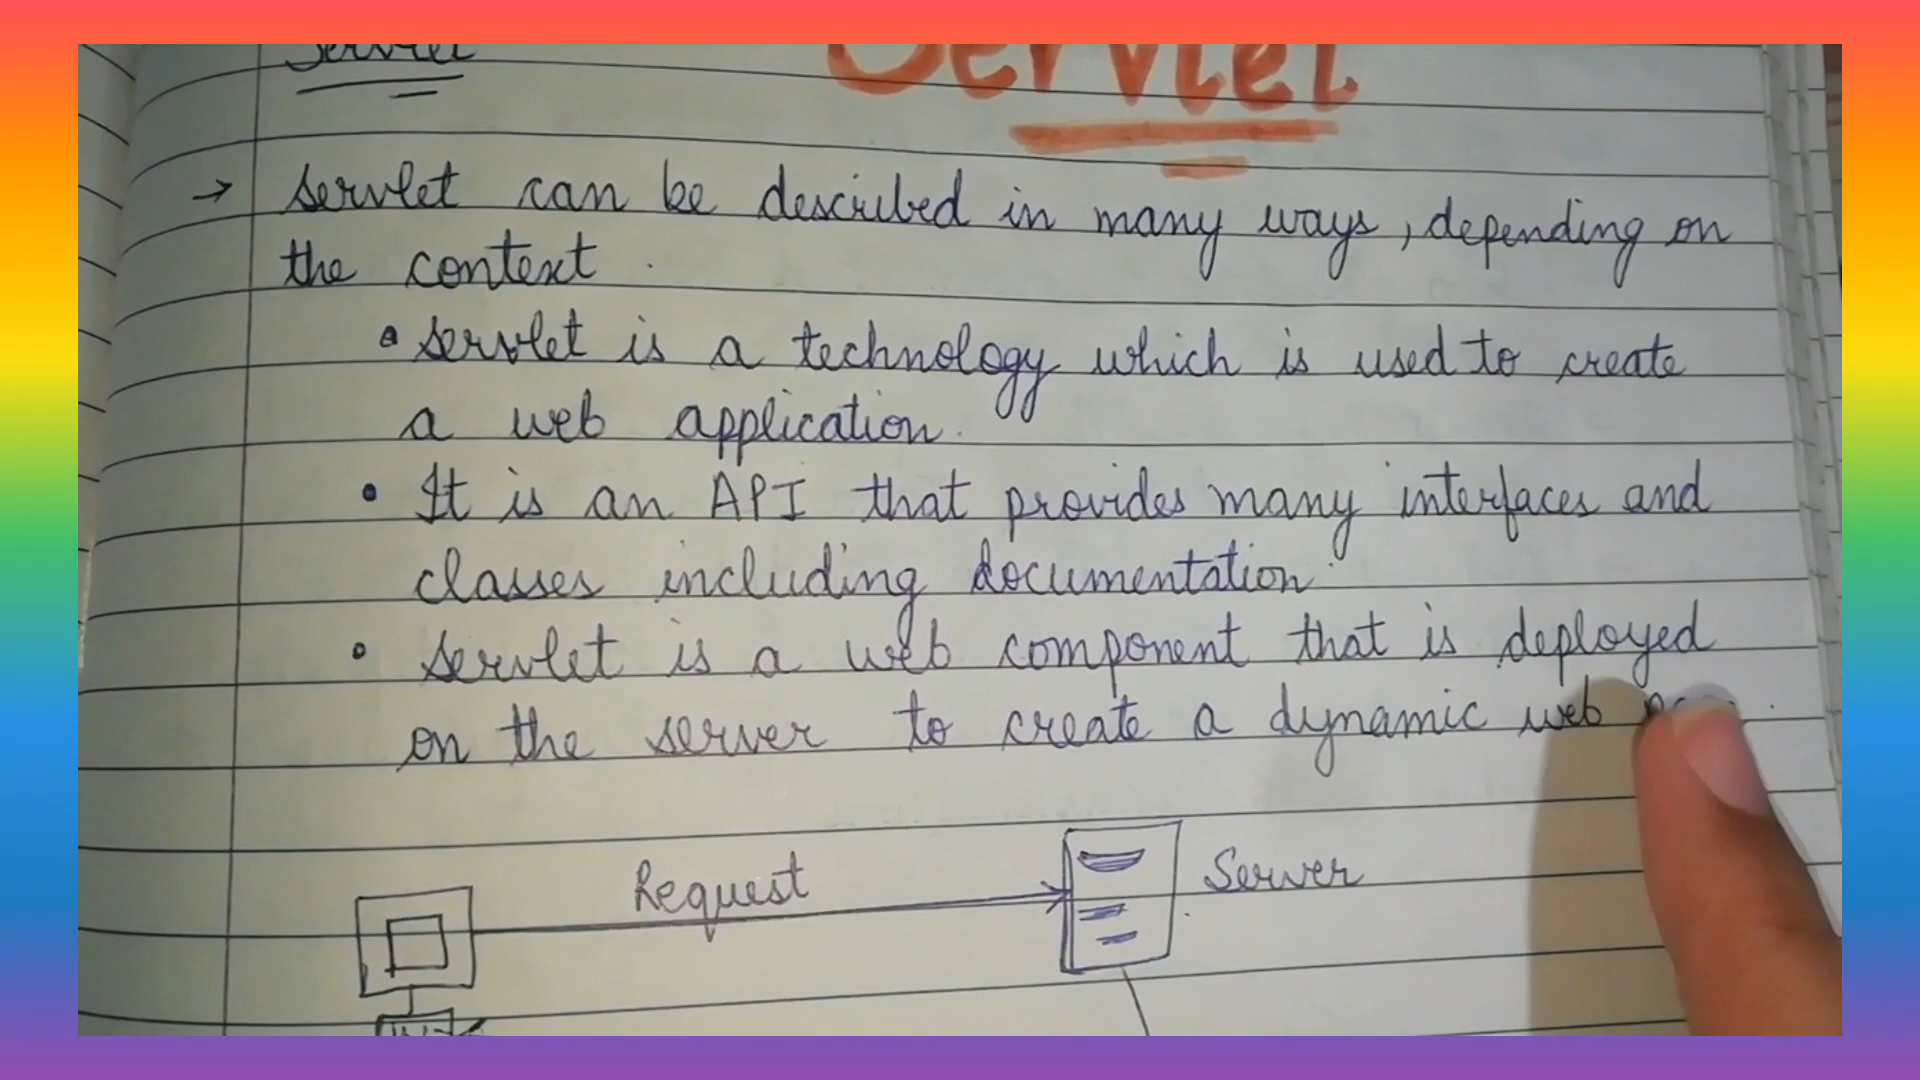 Servlet
Servlet
→ Servlet can be described in many ways, depending on
the context.
• Servlet is a technology which is used to create
a web application.
• It is an API that provides many interfaces and
classes including documentation.
• Servlet is a web component that is deployed
on the server to create a dynamic web
Request
Server